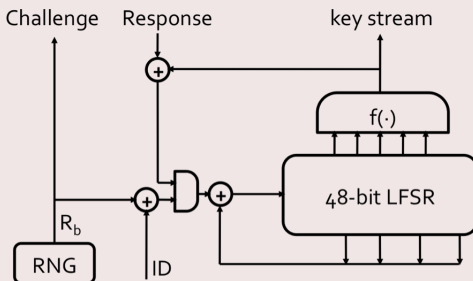 Challenge
Response
key stream
+
f(·)
48-bit LFSR
+
+
R_b
RNG
ID